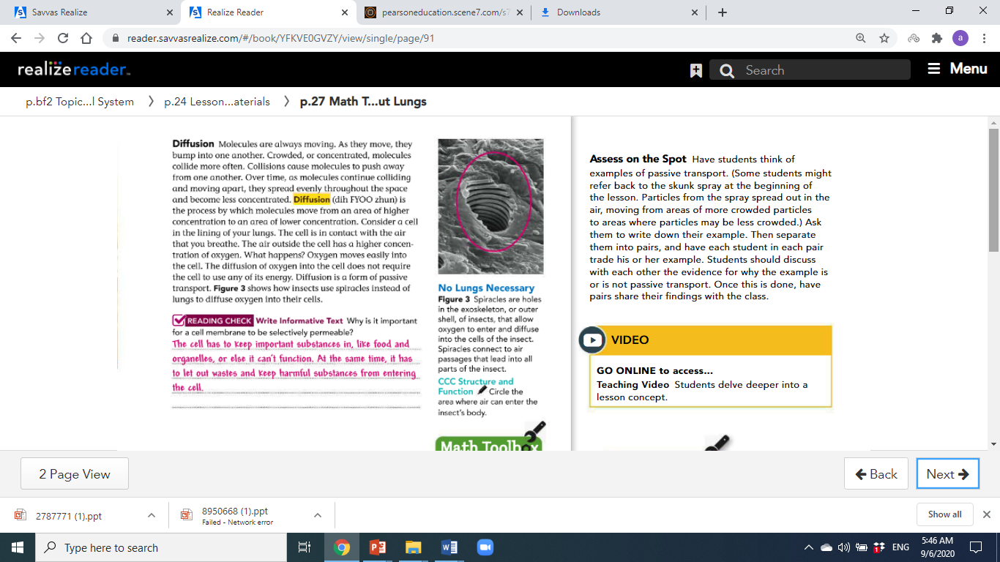 Savvas Realize
Realize Reader
pearsoneducation.scene7.com/s7
Downloads
reader.savvasrealize.com/#/book/YFKVE0GVZY/view/single/page/91
a
realizereader
Search
Menu
p.bf2 Topic...l System
p.24 Lesson...aterials
p.27 Math T...ut Lungs
Diffusion Molecules are always moving. As they move, they
bump into one another. Crowded, or concentrated, molecules
collide more often. Collisions cause molecules to push away
from one another. Over time, as molecules continue colliding
and moving apart, they spread evenly throughout the space
and become less concentrated. Diffusion (dih FYOO zhun) is
the process by which molecules move from an area of higher
concentration to an area of lower concentration. Consider a cell
in the lining of your lungs. The cell is in contact with the air
that you breathe. The air outside the cell has a higher concen-
tration of oxygen. What happens? Oxygen moves easily into
the cell. The diffusion of oxygen into the cell does not require
the cell to use any of its energy. Diffusion is a form of passive
transport. Figure 3 shows how insects use spiracles instead of
lungs to diffuse oxygen into their cells.
READING CHECK Write Informative Text Why is it important
for a cell membrane to be selectively permeable?
The cell has to keep important substances in, like food and
organelles, or else it can't function. At the same time, it has
to let out wastes and keep harmful substances from entering
the cell.
No Lungs Necessary
Figure 3 Spiracles are holes
in the exoskeleton, or outer
shell, of insects, that allow
oxygen to enter and diffuse
into the cells of the insect.
Spiracles connect to air
passages that lead into all
parts of the insect.
CCC Structure and
Function Circle the
area where air can enter the
insect's body.
Math Toolbox
Assess on the Spot Have students think of
examples of passive transport. (Some students might
refer back to the skunk spray at the beginning of
the lesson. Particles from the spray spread out in the
air, moving from areas of more crowded particles
to areas where particles may be less crowded.) Ask
them to write down their example. Then separate
them into pairs, and have each student in each pair
trade his or her example. Students should discuss
with each other the evidence for why the example is
or is not passive transport. Once this is done, have
pairs share their findings with the class.
VIDEO
GO ONLINE to access...
Teaching Video Students delve deeper into a
lesson concept.
2 Page View
Back
Next
2787771 (1).ppt
8950668 (1).ppt
Failed - Network error
Show all
Type here to search
ENG
5:46 AM
9/6/2020